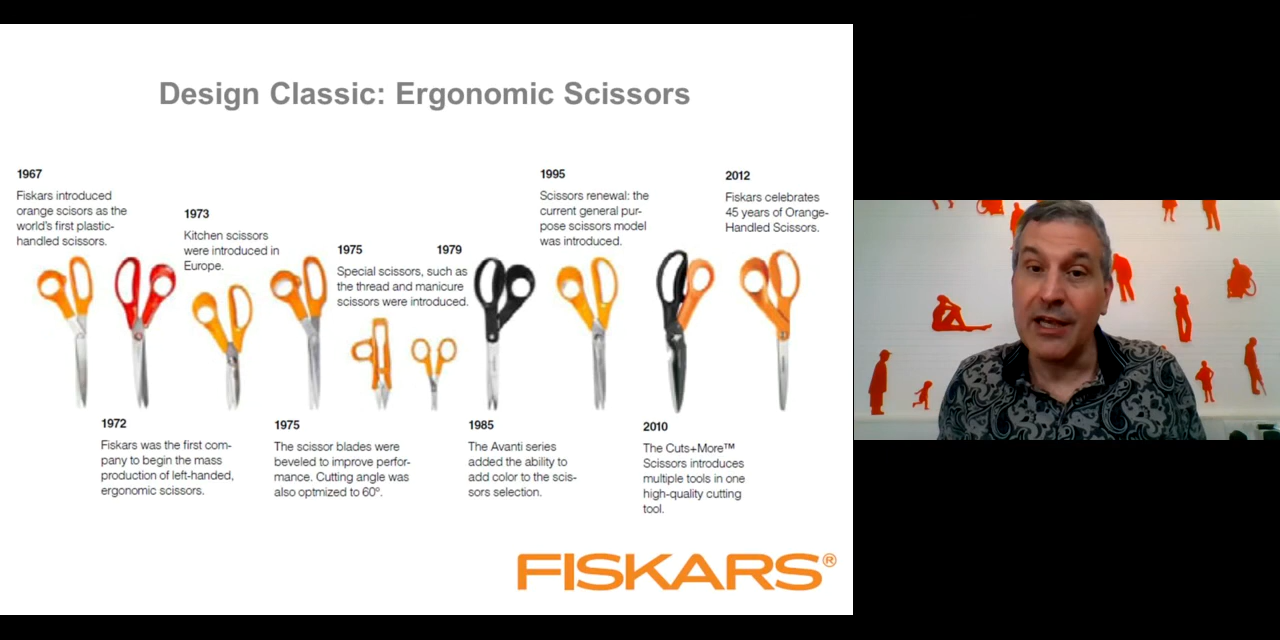 Design Classic: Ergonomic Scissors
1967
Fiskars introduced
orange scisors as the
world's first plastic-
handled scissors.
1972
Fiskars was the first com-
pany to begin the mass
production of left-handed,
ergonomic scissors.
1973
Kitchen scissors
were introduced in
Europe.
1975
The scissor blades were
beveled to improve perfor-
mance. Cutting angle was
also optmized to 60º.
1975 1979
Special scissors, such as
the thread and manicure
scissors were introduced.
1985
The Avanti series
added the ability to
add color to the scis-
sors selection.
1995
Scissors renewal: the
current general pur-
pose scissors model
was introduced.
2010
The Cuts+More™
Scissors introduces
multiple tools in one
high-quality cutting
tool.
2012
Fiskars celebrates
45 years of Orange-
Handled Scissors.
FISKARS®